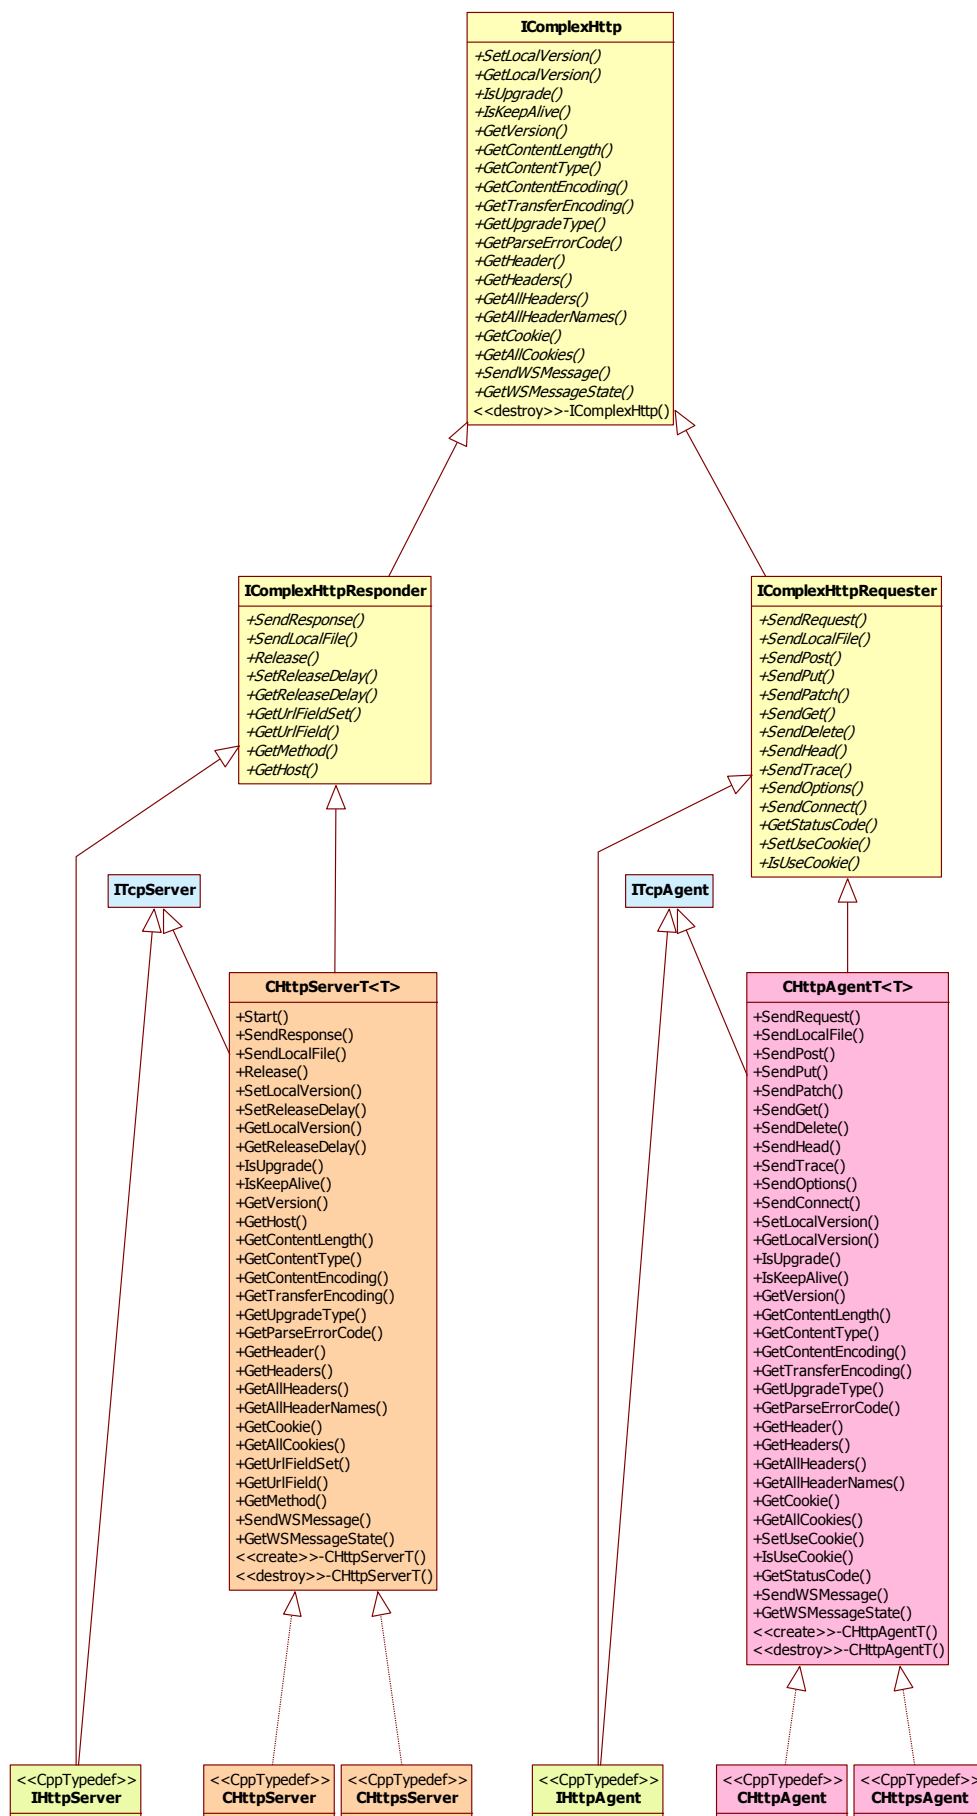 IComplexHttp
+SetLocalVersion()
+GetLocalVersion()
+IsUpgrade()
+IsKeepAlive()
+GetVersion()
+GetContentLength()
+GetContentType()
+GetContentEncoding()
+GetTransferEncoding()
+GetUpgradeType()
+GetParseErrorCode()
+GetHeader()
+GetHeaders()
+GetAllHeaders()
+GetAllHeaderNames()
+GetCookie()
+GetAllCookies()
+SendWSMessage()
+GetWSMessageState()
<<destroy>>-IComplexHttp()
IComplexHttpResponder
+SendResponse()
+SendLocalFile()
+Release()
+SetReleaseDelay()
+GetReleaseDelay()
+GetUrlFieldSet()
+GetUrlField()
+GetMethod()
+GetHost()
IComplexHttpRequester
+SendRequest()
+SendLocalFile()
+SendPost()
+SendPut()
+SendPatch()
+SendGet()
+SendDelete()
+SendHead()
+SendTrace()
+SendOptions()
+SendConnect()
+GetStatusCode()
+SetUseCookie()
+IsUseCookie()
ITcpServer
ITcpAgent
CHttpServerT<T>
+Start()
+SendResponse()
+SendLocalFile()
+Release()
+SetLocalVersion()
+SetReleaseDelay()
+GetLocalVersion()
+GetReleaseDelay()
+IsUpgrade()
+IsKeepAlive()
+GetVersion()
+GetHost()
+GetContentLength()
+GetContentType()
+GetContentEncoding()
+GetTransferEncoding()
+GetUpgradeType()
+GetParseErrorCode()
+GetHeader()
+GetHeaders()
+GetAllHeaders()
+GetAllHeaderNames()
+GetCookie()
+GetAllCookies()
+GetUrlFieldSet()
+GetUrlField()
+GetMethod()
+SendWSMessage()
+GetWSMessageState()
<<create>>-CHttpServerT()
<<destroy>>-CHttpServerT()
CHttpAgentT<T>
+SendRequest()
+SendLocalFile()
+SendPost()
+SendPut()
+SendPatch()
+SendGet()
+SendDelete()
+SendHead()
+SendTrace()
+SendOptions()
+SendConnect()
+SetLocalVersion()
+GetLocalVersion()
+IsUpgrade()
+IsKeepAlive()
+GetVersion()
+GetContentLength()
+GetContentType()
+GetContentEncoding()
+GetTransferEncoding()
+GetUpgradeType()
+GetParseErrorCode()
+GetHeader()
+GetHeaders()
+GetAllHeaders()
+GetAllHeaderNames()
+GetCookie()
+GetAllCookies()
+SetUseCookie()
+IsUseCookie()
+GetStatusCode()
+SendWSMessage()
+GetWSMessageState()
<<create>>-CHttpAgentT()
<<destroy>>-CHttpAgentT()
<<CppTypedef>>
IHttpServer
<<CppTypedef>>
CHttpServer
<<CppTypedef>>
CHttpsServer
<<CppTypedef>>
IHttpAgent
<<CppTypedef>>
CHttpAgent
<<CppTypedef>>
CHttpsAgent